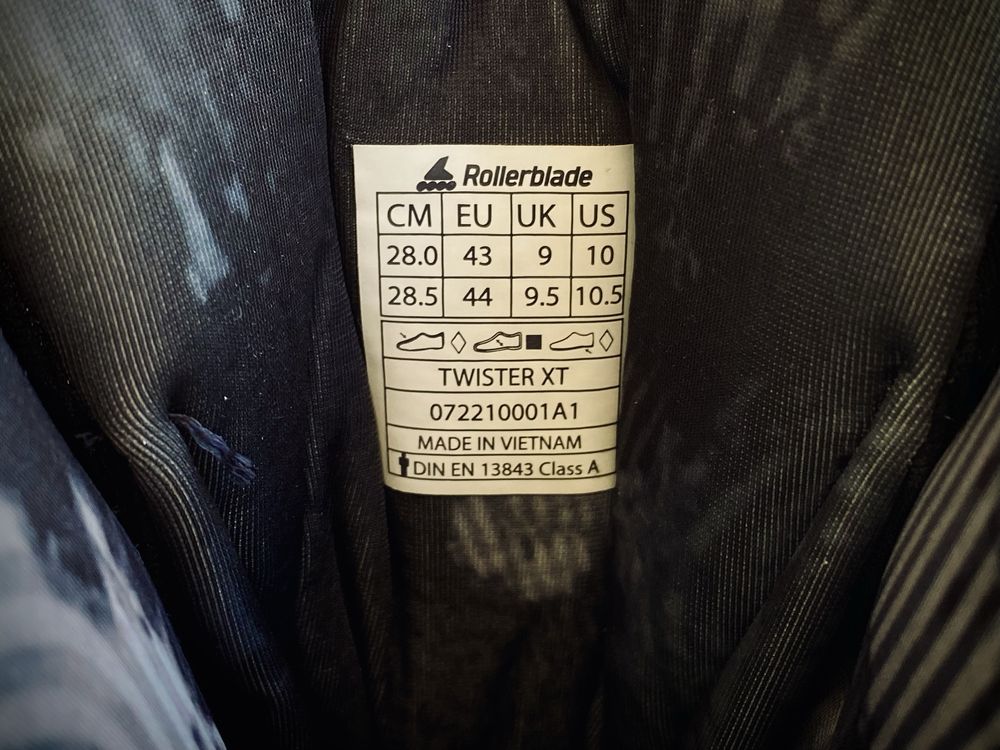 Rollerblade
CM EU UK US
28.0 43 9 10
28.5 44 9.5 10.5
TWISTER XT
072210001A1
MADE IN VIETNAM
DIN EN 13843 Class A